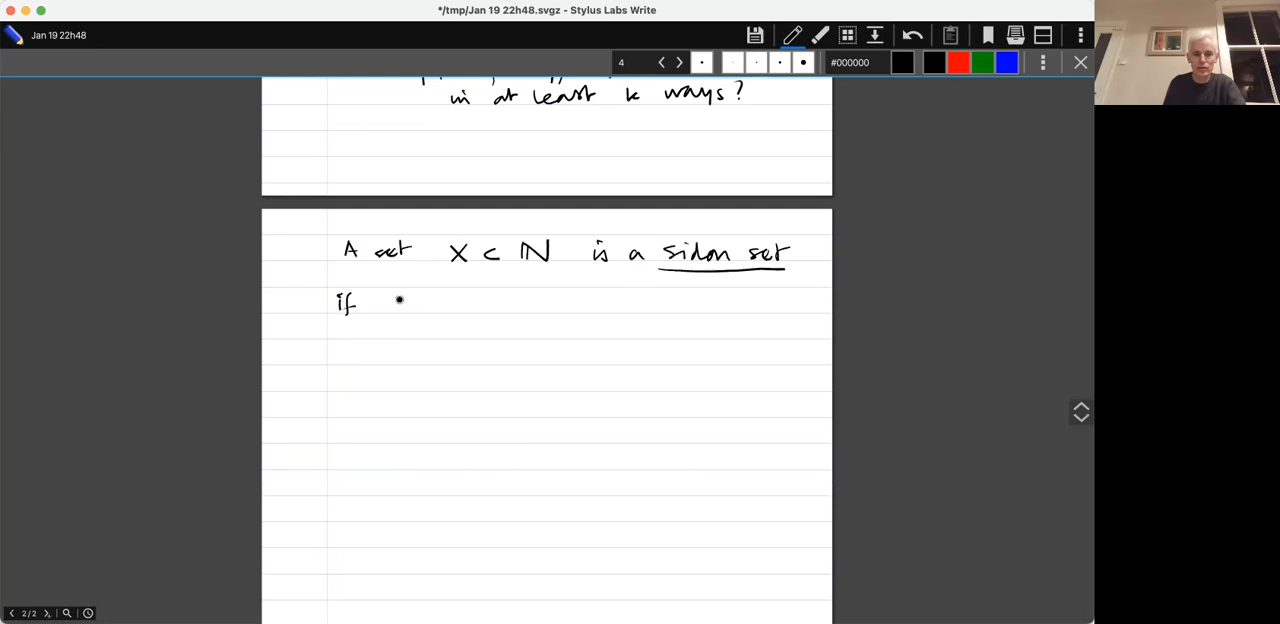 */tmp/Jan 19 22h48.svgz - Stylus Labs Write
Jan 19 22h48
4
#000000
in at least k ways?
A set X ⊂ ℕ is a sidon set
if
2/2